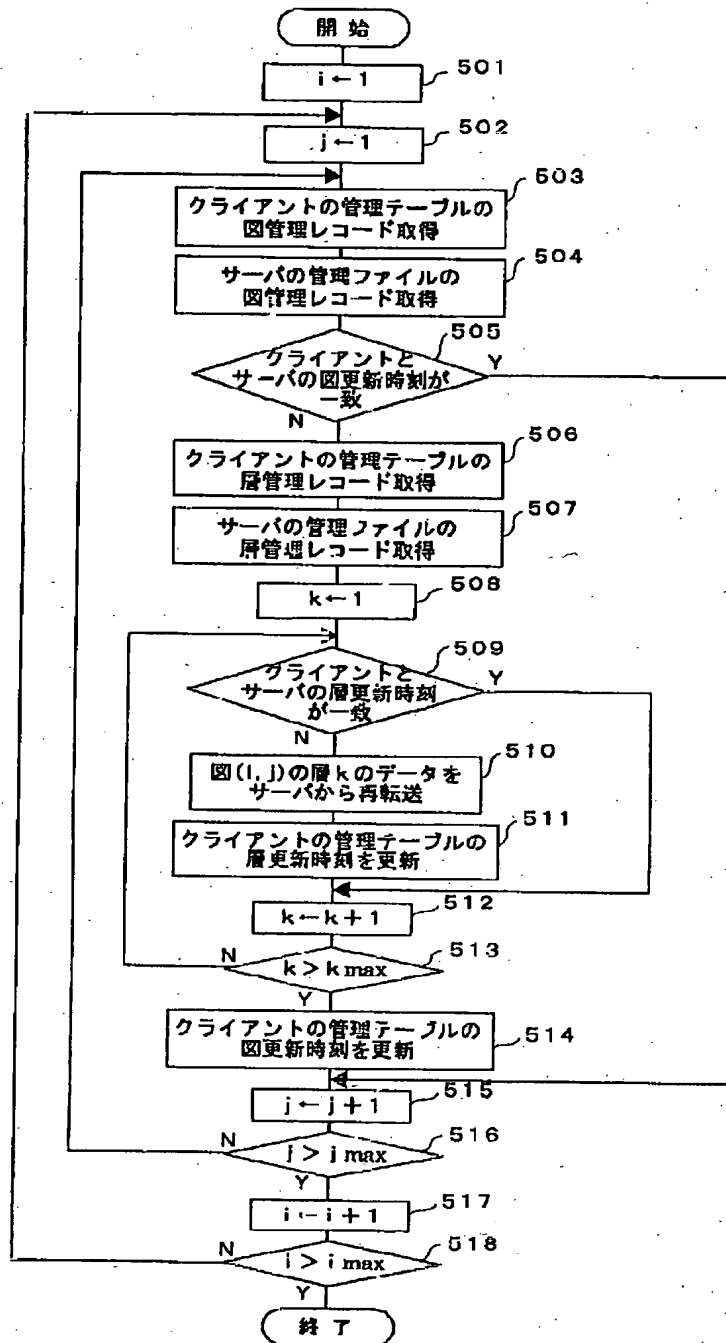 開始
i←1
501
j←1
502
503
クライアントの管理テーブルの
図管理レコード取得
504
サーバの管理ファイルの
図管理レコード取得
505
クライアントと
サーバの図更新時刻が
一致
Y
N
506
クライアントの管理テーブルの
層管理レコード取得
507
サーバの管理ファイルの
層管理レコード取得
508
k←1
509
クライアントと
サーバの層更新時刻
が一致
Y
N
510
図(i,j)の層kのデータを
サーバから再転送
511
クライアントの管理テーブルの
層更新時刻を更新
512
k←k+1
513
N
k>kmax
Y
クライアントの管理テーブルの
図更新時刻を更新
514
515
j←j+1
516
N
j>jmax
Y
517
i←i+1
518
N
i>imax
Y
終了